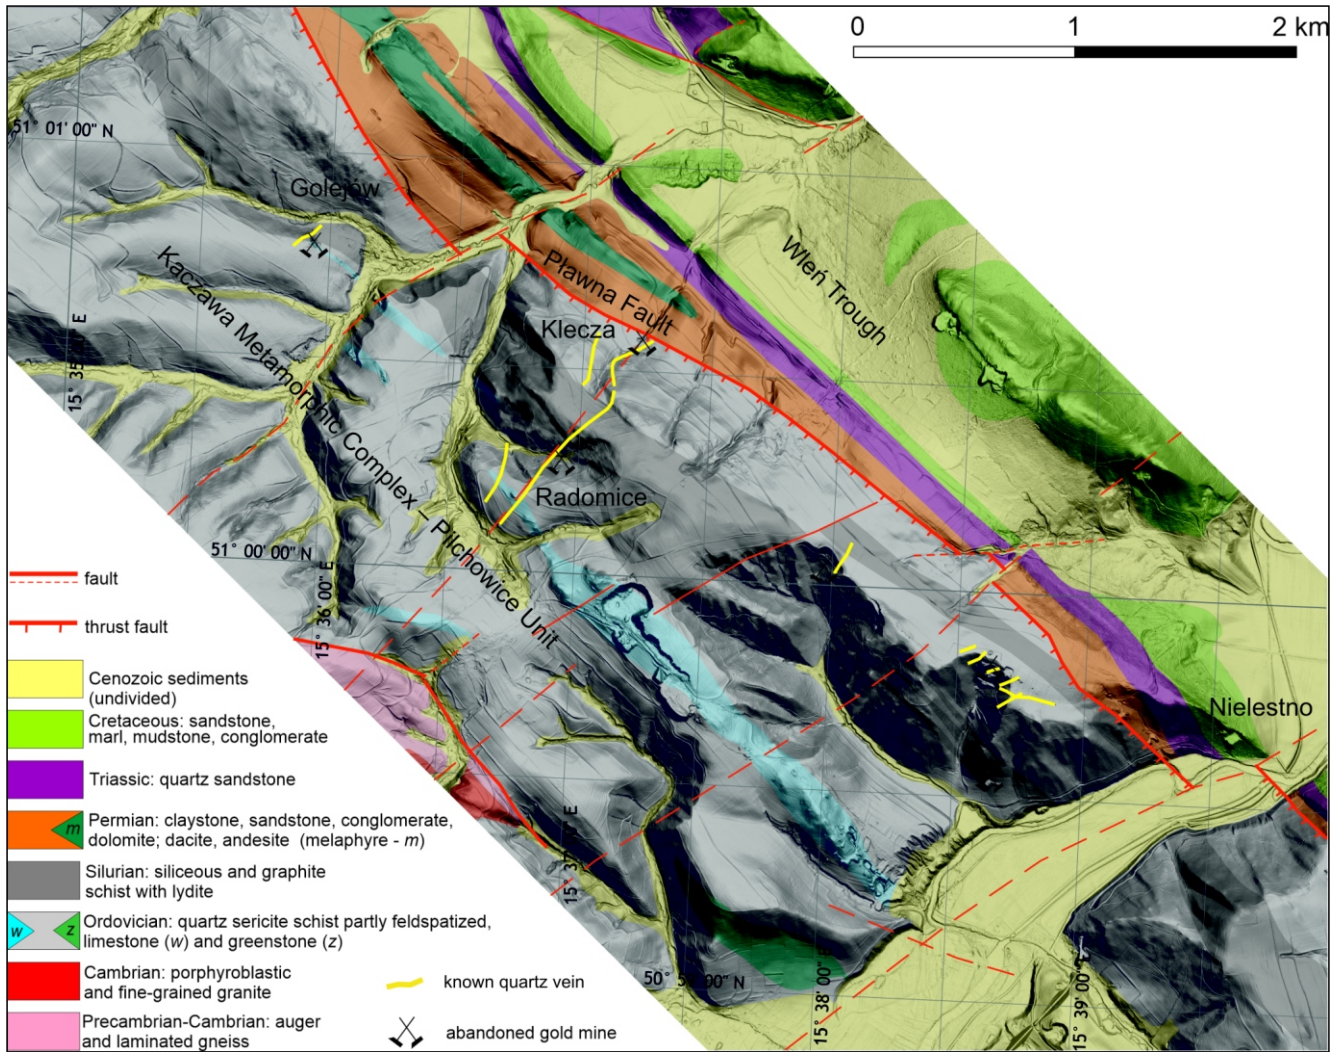 0 1 2 km
51° 01' 00" N
Golejów
Kaczawa Metamorphic Complex – Pilchowice Unit
Pławna Fault
Wleń Trough
Klecza
Radomice
51° 00' 00" N
15° 36' 00" E
Nielestno
15° 38' 00" E
15° 39' 00" E
fault
thrust fault
Cenozoic sediments
(undivided)
Cretaceous: sandstone,
marl, mudstone, conglomerate
Triassic: quartz sandstone
m Permian: claystone, sandstone, conglomerate,
dolomite; dacite, andesite (melaphyre - m)
Silurian: siliceous and graphite
schist with lydite
w z Ordovician: quartz sericite schist partly feldspatized,
limestone (w) and greenstone (z)
Cambrian: porphyroblastic
and fine-grained granite
Precambrian-Cambrian: auger
and laminated gneiss
known quartz vein
abandoned gold mine